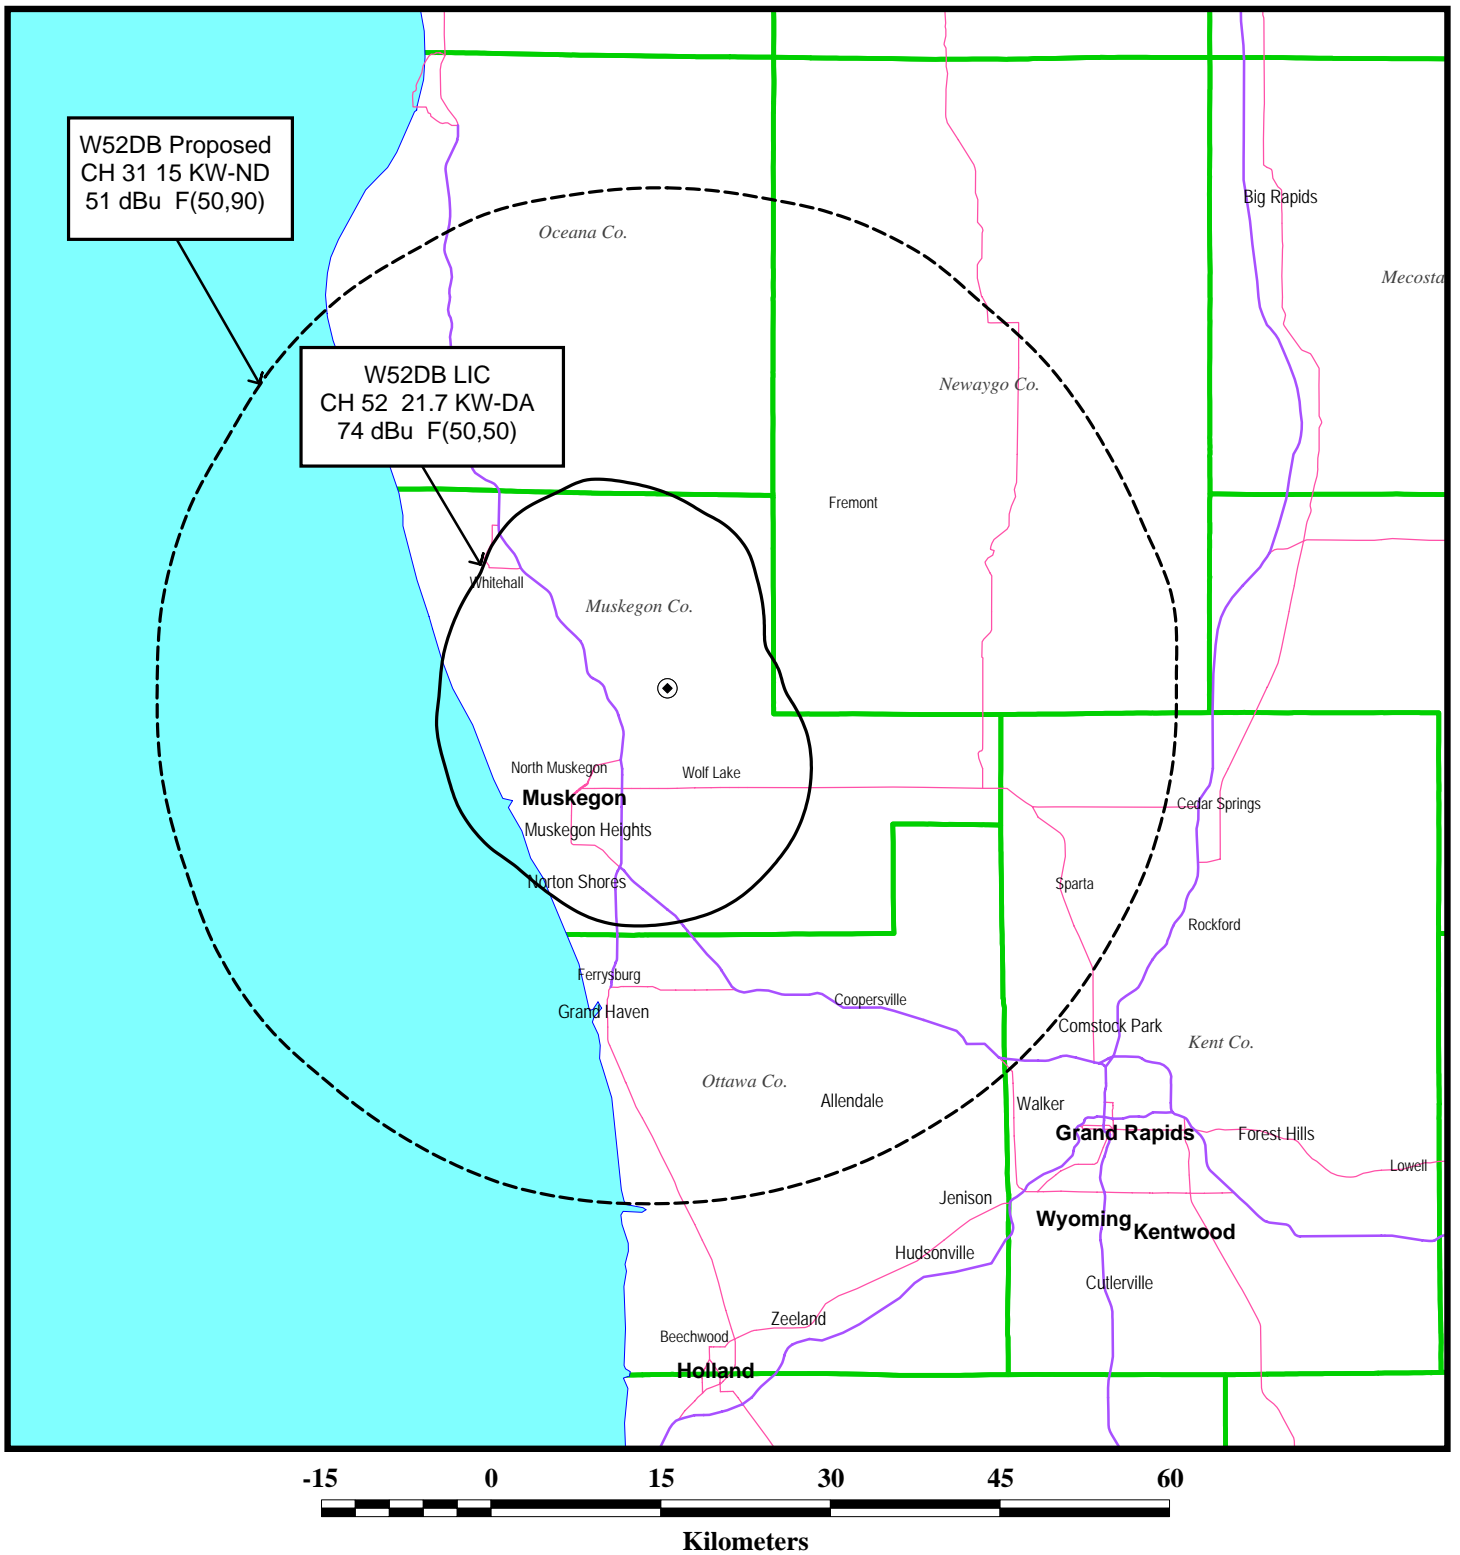 W52DB Proposed
CH 31 15 KW-ND
51 dBu F(50,90)
Big Rapids
Oceana Co.
Mecosta
W52DB LIC
CH 52 21.7 KW-DA
74 dBu F(50,50)
Newaygo Co.
Fremont
Whitehall
Muskegon Co.
North Muskegon
Wolf Lake
Muskegon
Cedar Springs
Muskegon Heights
Norton Shores
Sparta
Rockford
Ferrysburg
Coopersville
Grand Haven
Comstock Park
Kent Co.
Ottawa Co.
Allendale
Walker
Grand Rapids
Forest Hills
Lowell
Jenison
Wyoming
Kentwood
Hudsonville
Cutlerville
Zeeland
Beechwood
Holland
-15 0 15 30 45 60
Kilometers